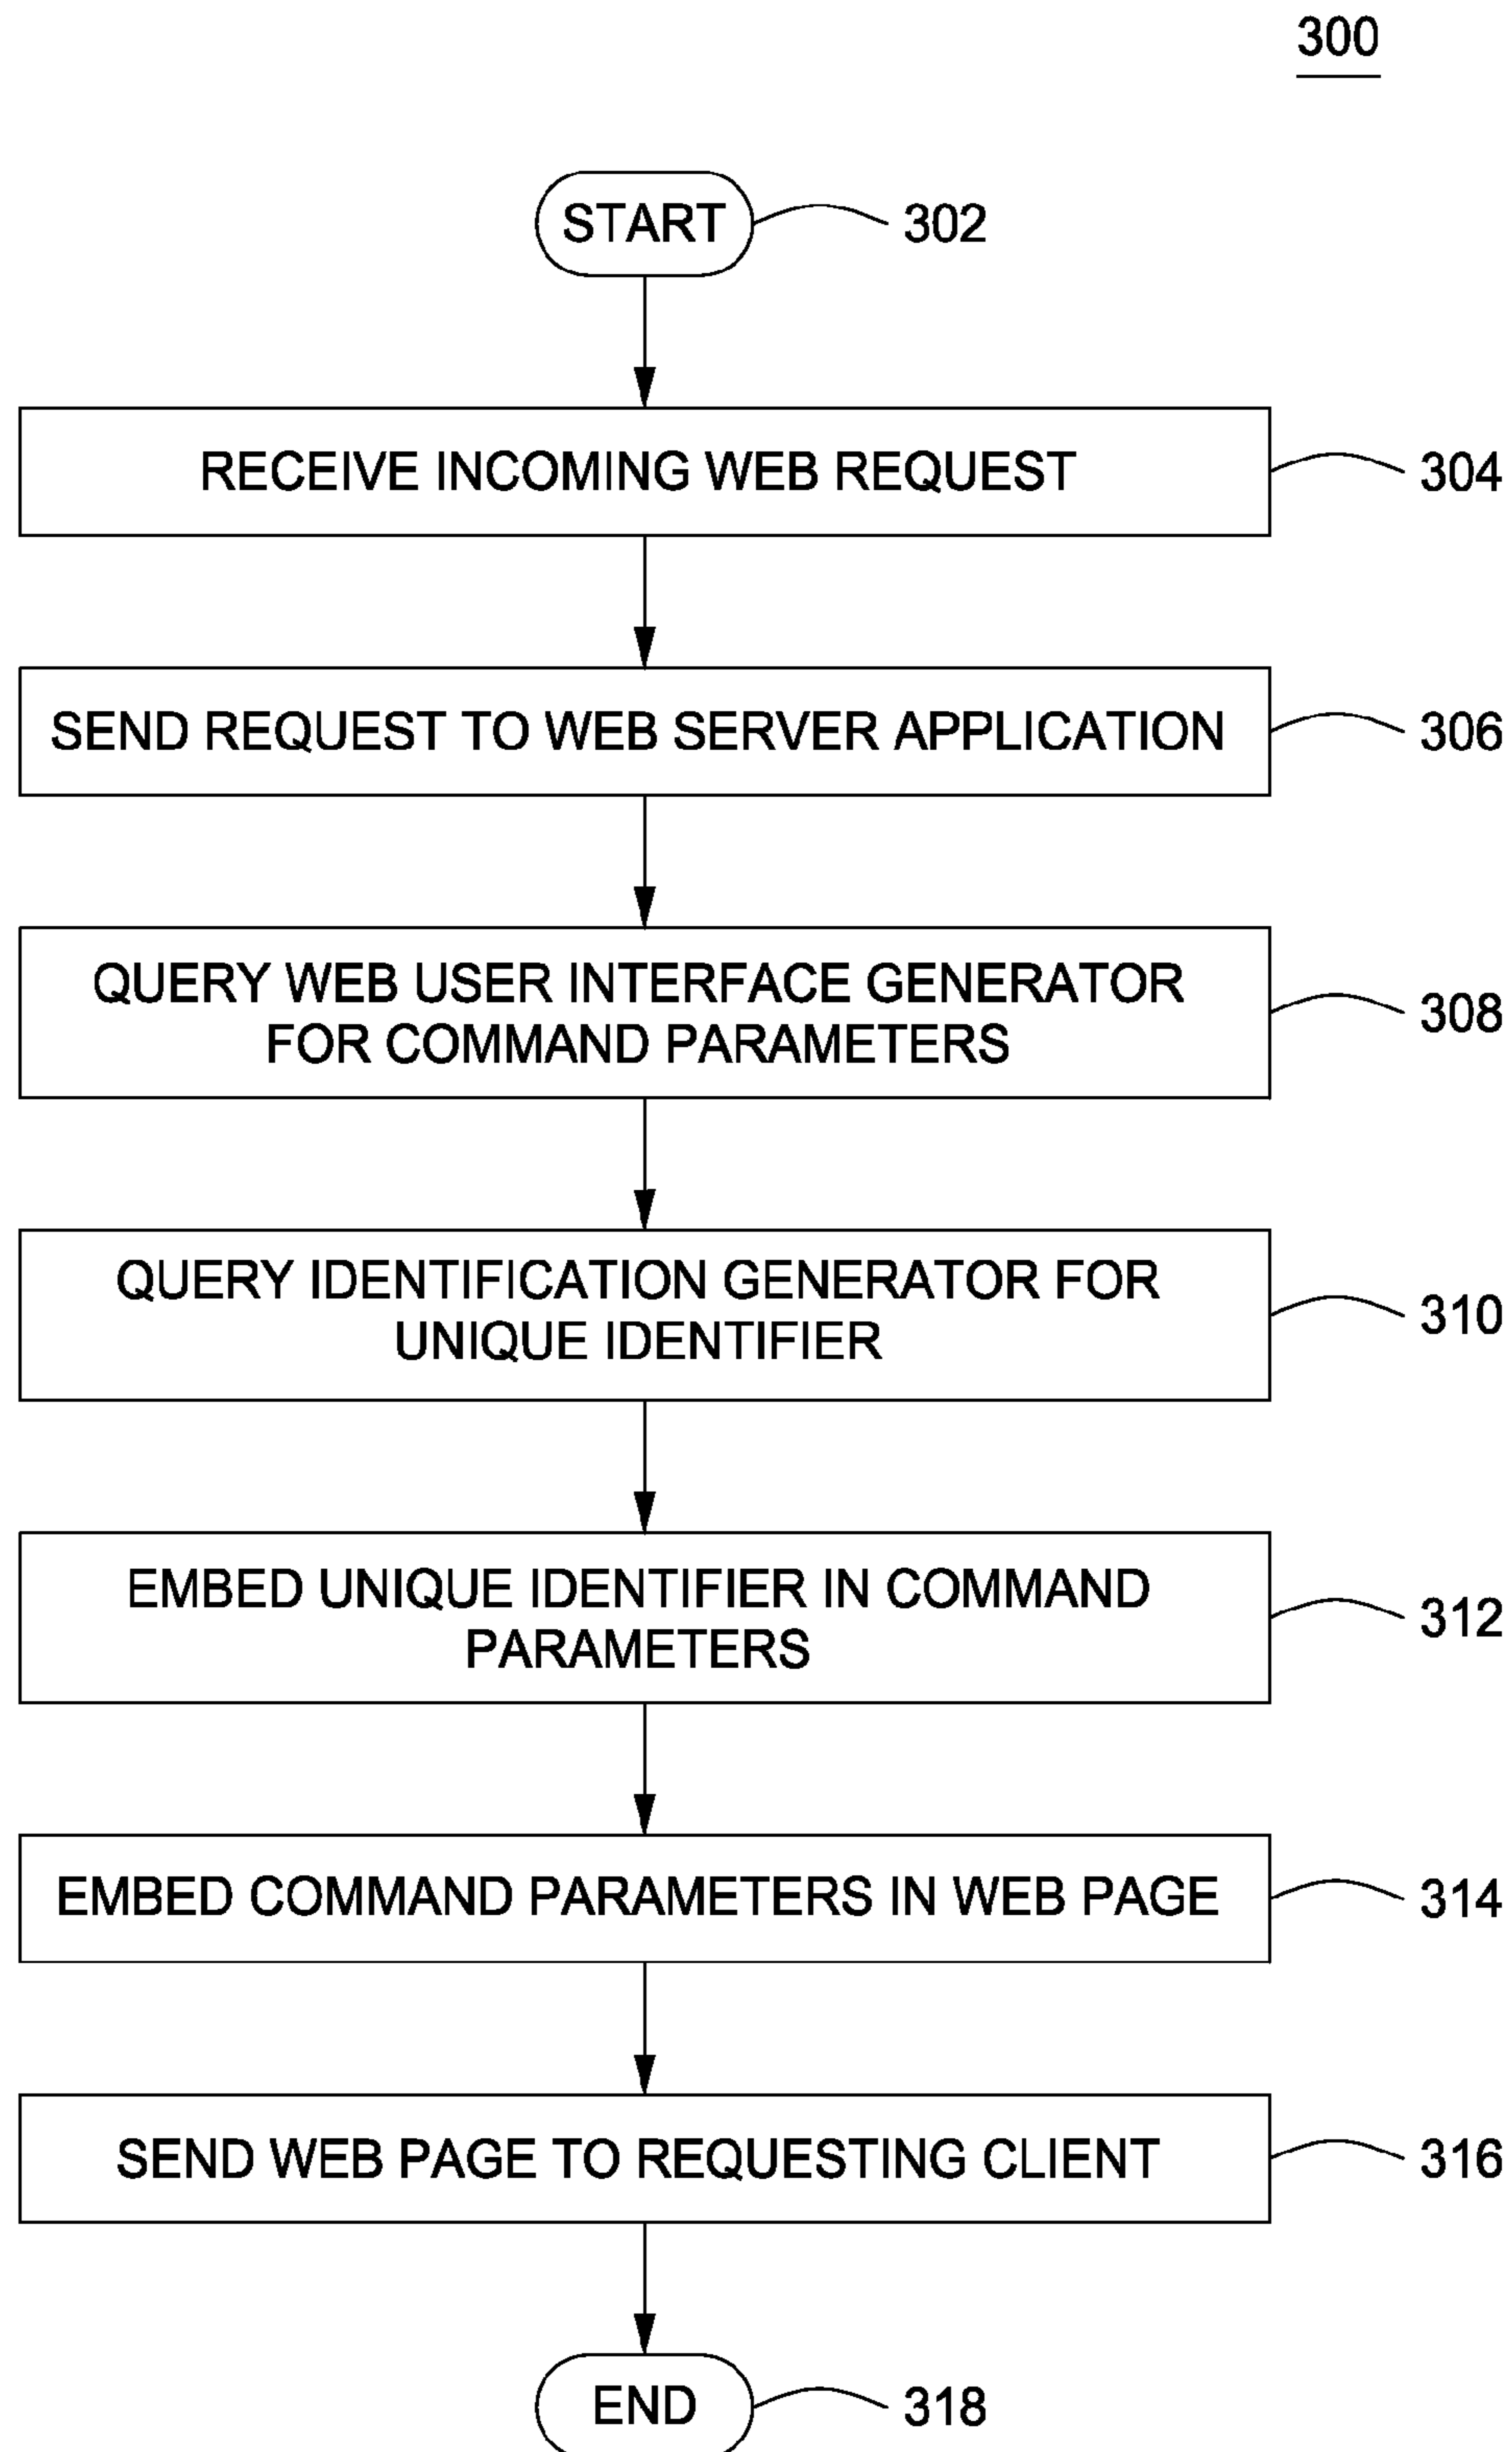 300
START
302
RECEIVE INCOMING WEB REQUEST
304
SEND REQUEST TO WEB SERVER APPLICATION
306
QUERY WEB USER INTERFACE GENERATOR
FOR COMMAND PARAMETERS
308
QUERY IDENTIFICATION GENERATOR FOR
UNIQUE IDENTIFIER
310
EMBED UNIQUE IDENTIFIER IN COMMAND
PARAMETERS
312
EMBED COMMAND PARAMETERS IN WEB PAGE
314
SEND WEB PAGE TO REQUESTING CLIENT
316
END
318